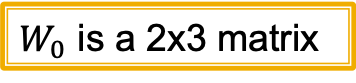 W₀ is a 2x3 matrix